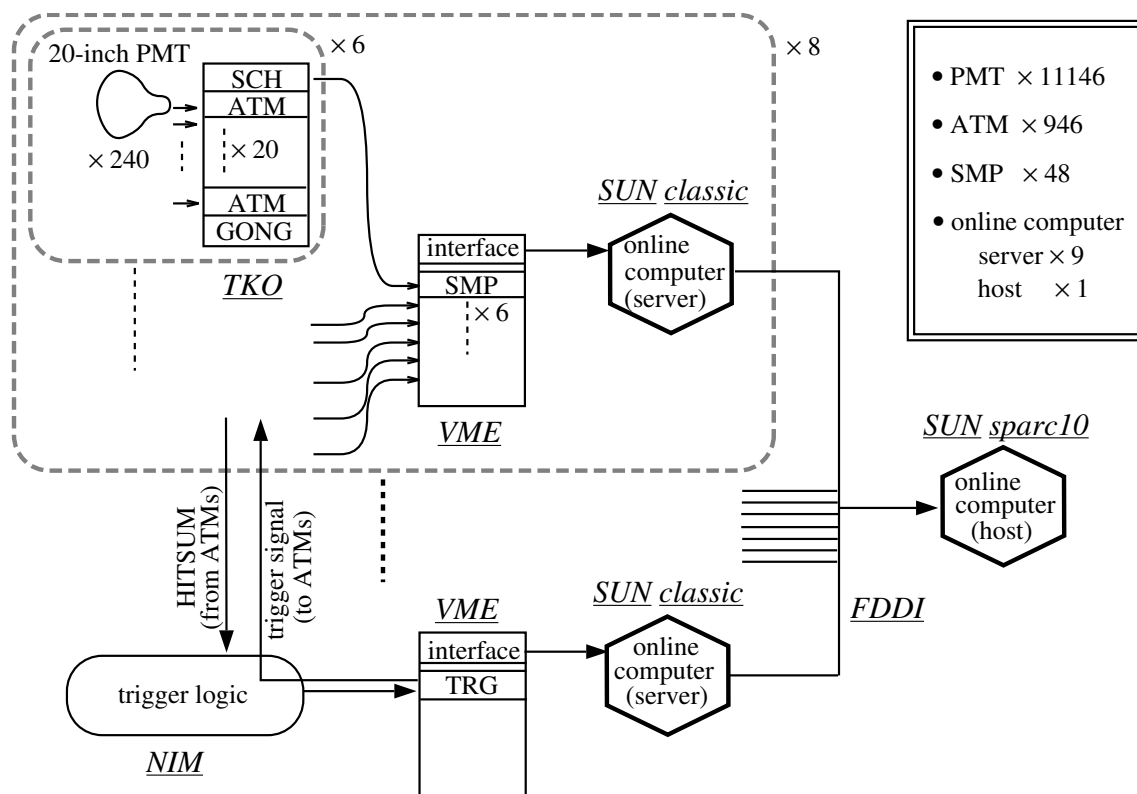 20-inch PMT
× 240
SCH
ATM
× 20
ATM
GONG
TKO
× 6
× 8
interface
SMP
× 6
VME
SUN classic
online
computer
(server)
• PMT × 11146
• ATM × 946
• SMP × 48
• online computer
server × 9
host × 1
SUN sparc10
online
computer
(host)
HITSUM
(from ATMs)
trigger signal
(to ATMs)
trigger logic
NIM
VME
interface
TRG
SUN classic
online
computer
(server)
FDDI